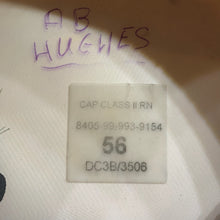 AB
HUGHES
CAP CLASS II RN
8405-99-993-9154
56
DC3B/3506